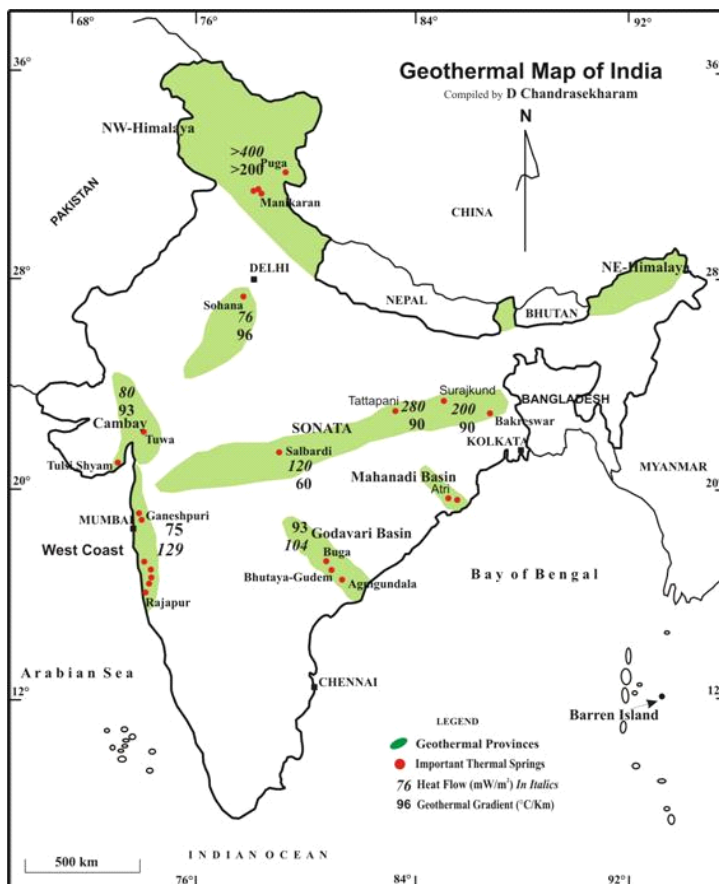 68°
76°
84°
92°
36°
36°
Geothermal Map of India
Compiled by D Chandrasekharam
N
NW-Himalaya
>400
Puga
>200
Manikaran
PAKISTAN
CHINA
28°
28°
DELHI
NEPAL
NE-Himalaya
BHUTAN
Sohana
76
96
80
93
Cambay
Tuwa
Tulsi Shyam
Tattapani
Surajkund
280
200
90
90
Bakreswar
BANGLADESH
SONATA
KOLKATA
Salbardi
120
60
MYANMAR
Mahanadi Basin
Atri
20°
20°
MUMBAI
Ganeshpuri
75
129
West Coast
Rajapur
93
Godavari Basin
104
Buga
Bhutaya-Gudem
Agnigundala
Bay of Bengal
Arabian Sea
CHENNAI
12°
12
Barren Island
LEGEND
Geothermal Provinces
Important Thermal Springs
76 Heat Flow (mW/m²) In Italics
96 Geothermal Gradient (°C/Km)
500 km
INDIAN OCEAN
76°
84°
92°